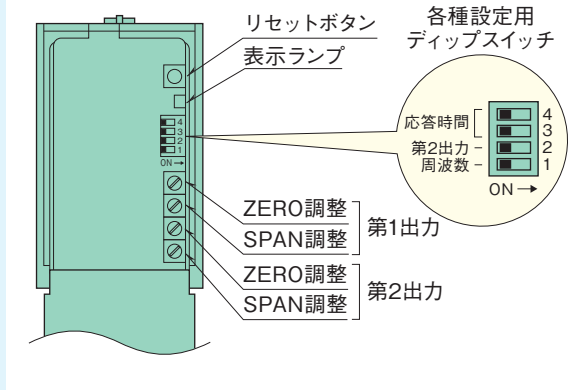 リセットボタン
表示ランプ
各種設定用
ディップスイッチ
4
3
2
1
ON→
応答時間
第2出力
周波数
4
3
2
1
ON→
ZERO調整
SPAN調整
第1出力
ZERO調整
SPAN調整
第2出力